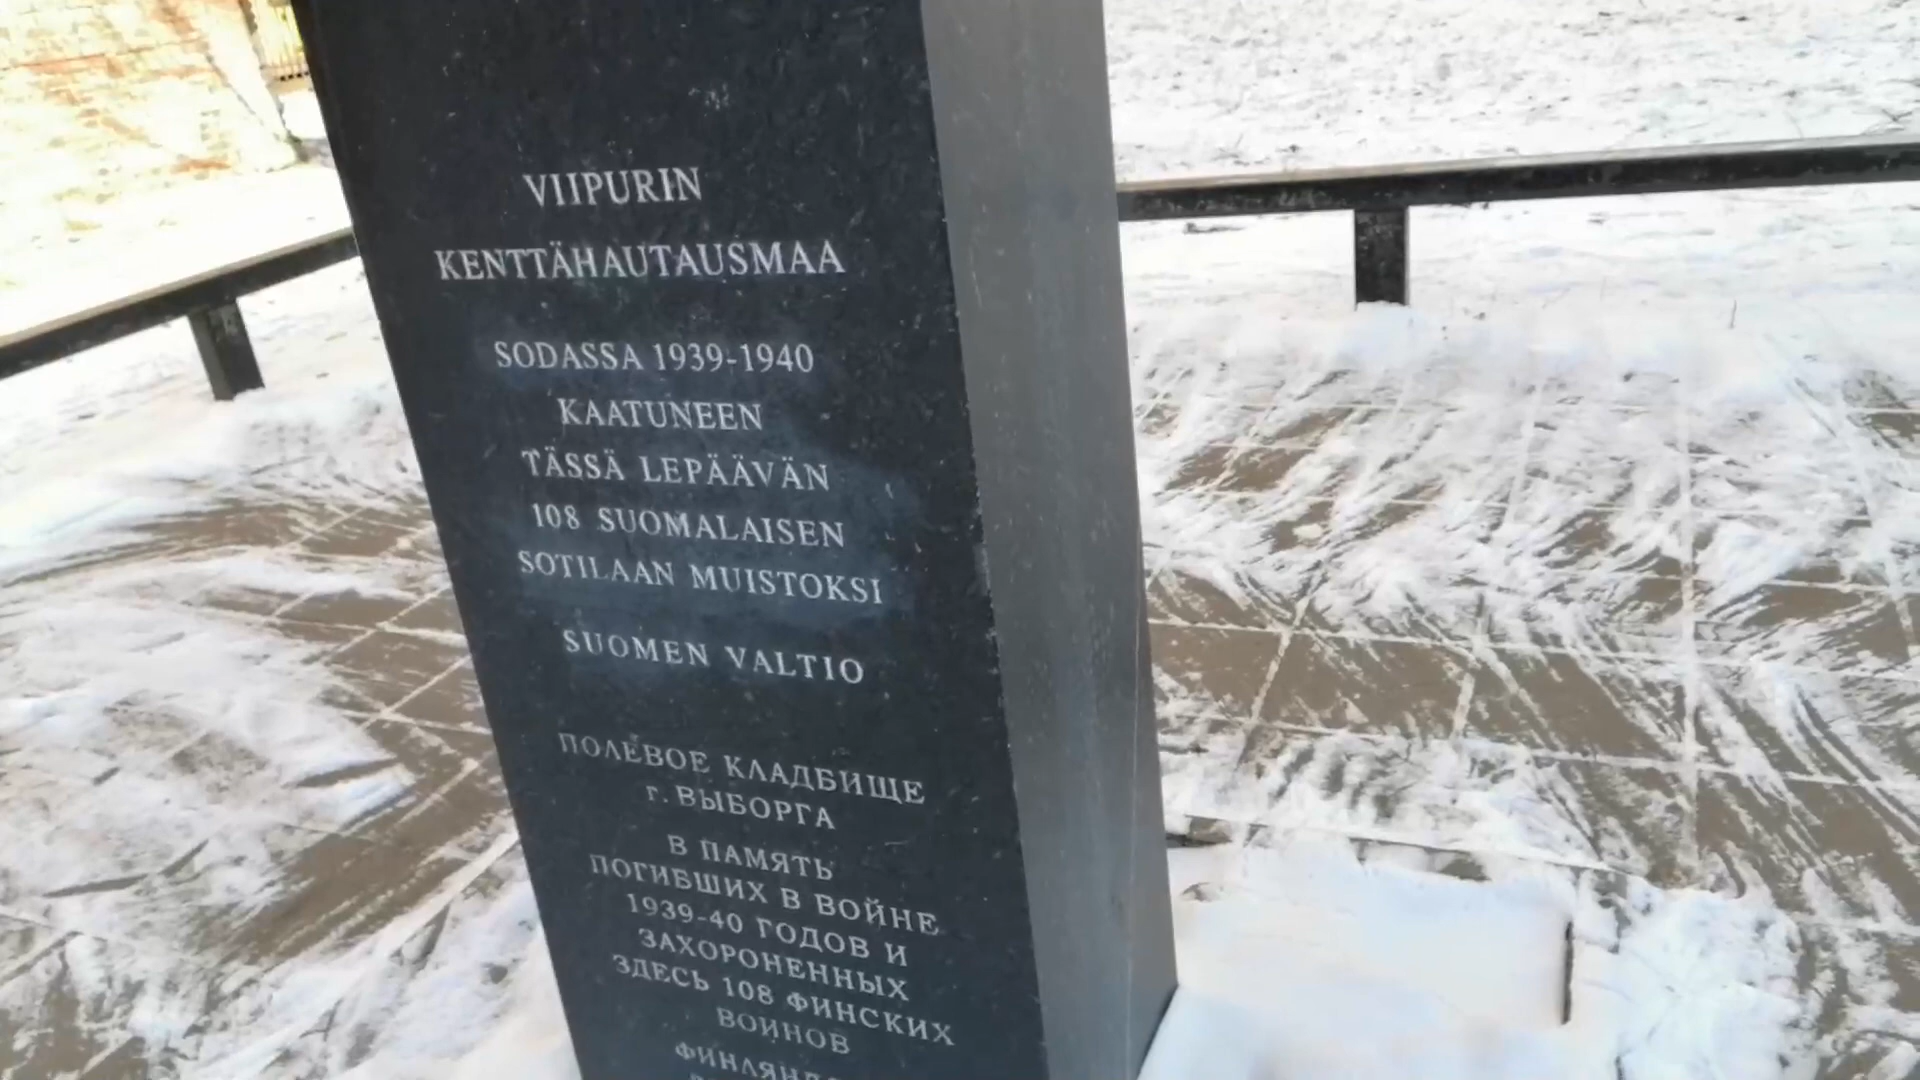 VIIPURIN
KENTTÄHAUTAUSMAA
SODASSA 1939-1940
KAATUNEEN
TÄSSÄ LEPÄÄVÄN
108 SUOMALAISEN
SOTILAAN MUISTOKSI
SUOMEN VALTIO
ПОЛЕВОЕ КЛАДБИЩЕ
г. ВЫБОРГА
В ПАМЯТЬ
ПОГИБШИХ В ВОЙНЕ
1939-40 ГОДОВ И
ЗАХОРОНЕННЫХ
ЗДЕСЬ 108 ФИНСКИХ
ВОИНОВ